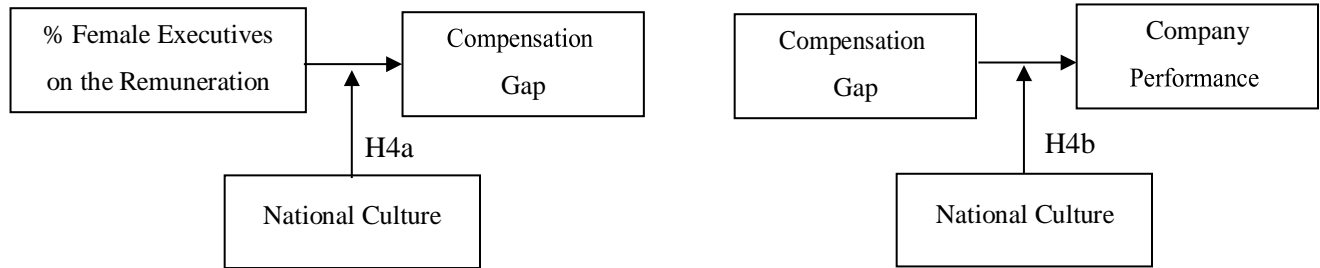 % Female Executives
on the Remuneration
Compensation
Gap
H4a
National Culture
Compensation
Gap
Company
Performance
H4b
National Culture